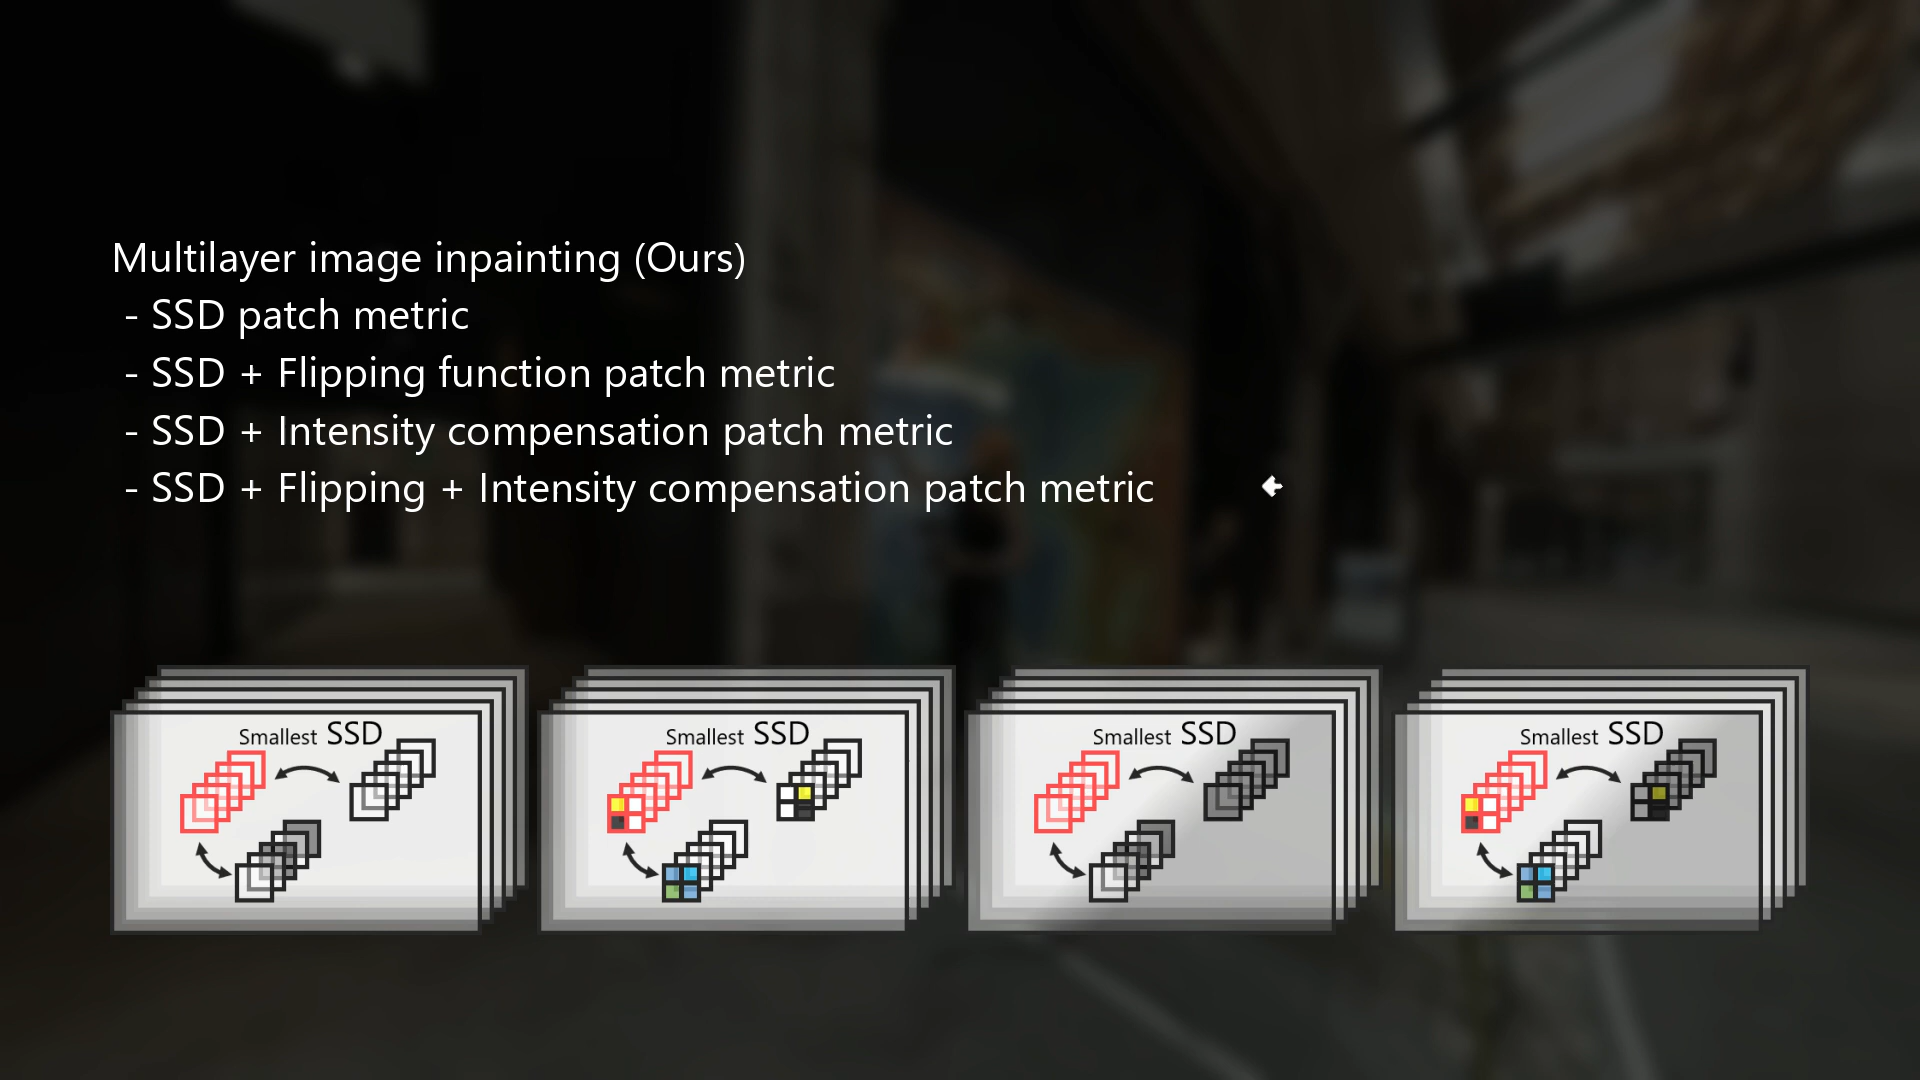 Multilayer image inpainting (Ours)
- SSD patch metric
- SSD + Flipping function patch metric
- SSD + Intensity compensation patch metric
- SSD + Flipping + Intensity compensation patch metric
Smallest SSD
Smallest SSD
Smallest SSD
Smallest SSD